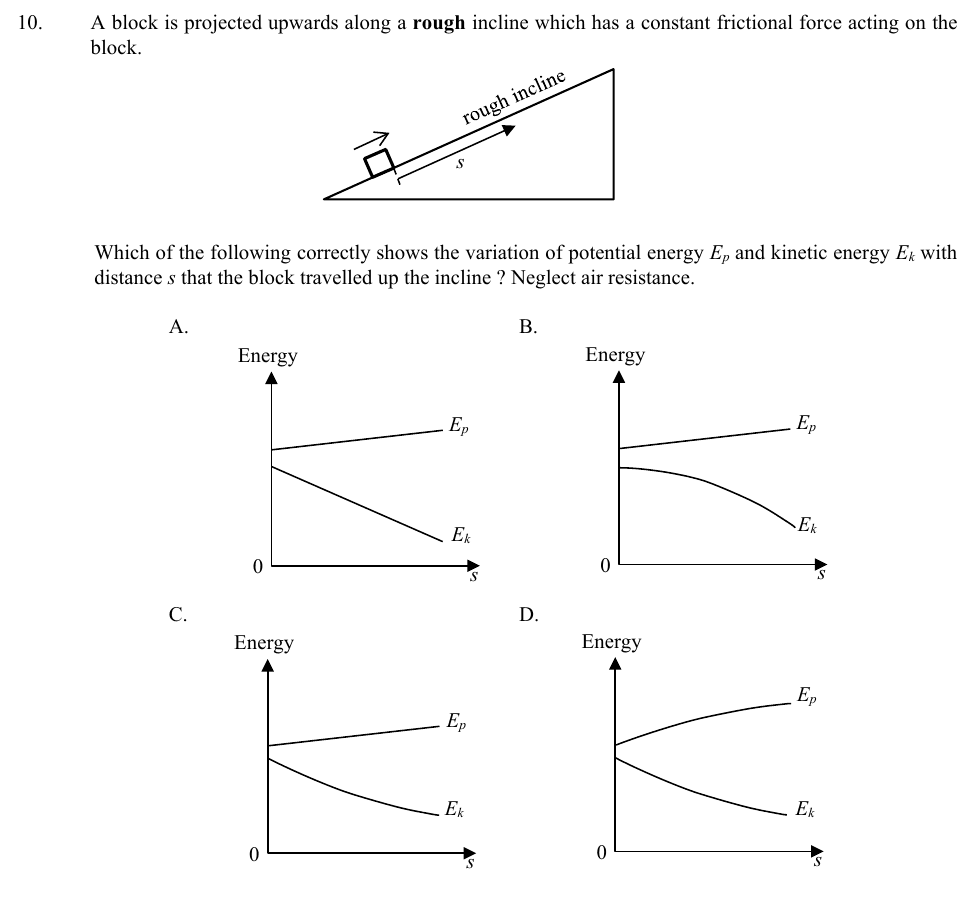 10. A block is projected upwards along a rough incline which has a constant frictional force acting on the
block.
rough incline
s
Which of the following correctly shows the variation of potential energy Ep and kinetic energy Ek with
distance s that the block travelled up the incline ? Neglect air resistance.
A.
Energy
Ep
Ek
0
s
B.
Energy
Ep
Ek
0
s
C.
Energy
Ep
Ek
0
s
D.
Energy
Ep
Ek
0
s